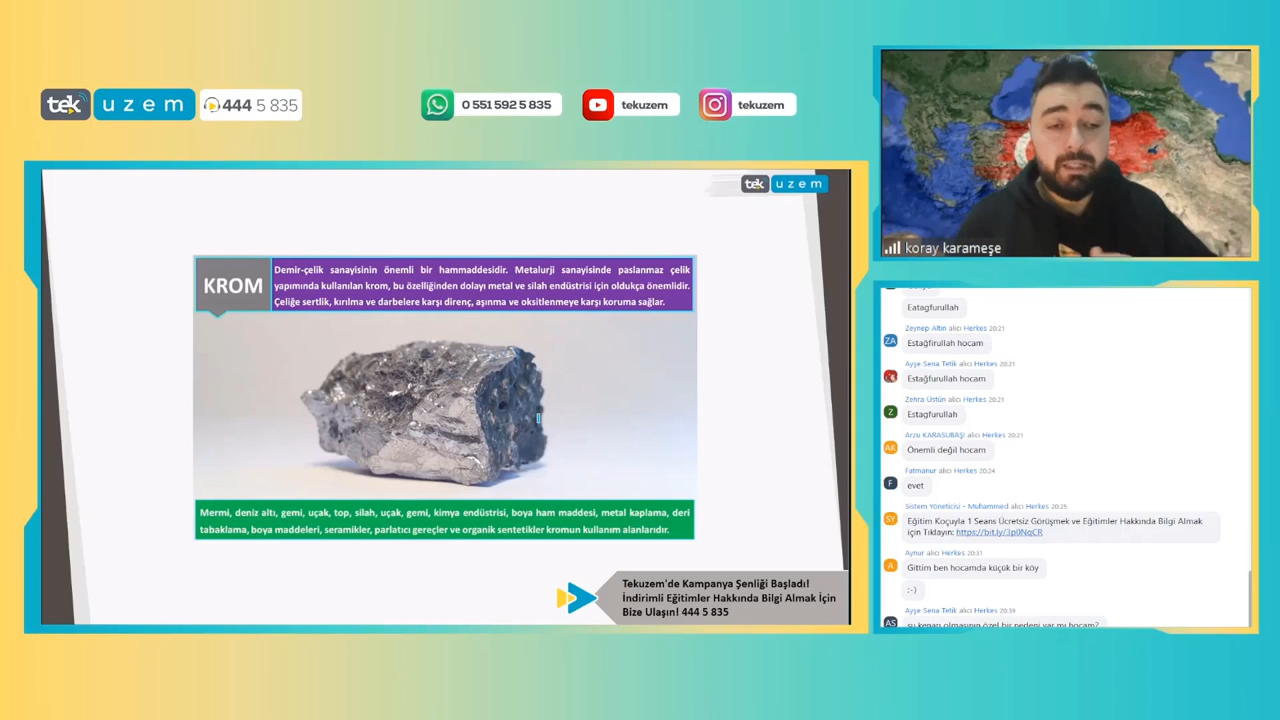 tek uzem 444 5 835
0 551 592 5 835
tekuzem
tekuzem
tek uzem
KROM
Demir-çelik sanayisinin önemli bir hammaddesidir. Metalurji sanayisinde paslanmaz çelik
yapımında kullanılan krom, bu özelliğinden dolayı metal ve silah endüstrisi için oldukça önemlidir.
Çeliğe sertlik, kırılma ve darbelere karşı direnç, aşınma ve oksitlenmeye karşı koruma sağlar.
Mermi, deniz altı, gemi, uçak, top, silah, uçak, gemi, kimya endüstrisi, boya ham maddesi, metal kaplama, deri
tabaklama, boya maddeleri, seramikler, parlatıcı gereçler ve organik sentetikler kromun kullanım alanlarıdır.
Tekuzem'de Kampanya Şenliği Başladı!
İndirimli Eğitimler Hakkında Bilgi Almak İçin
Bize Ulaşın! 444 5 835
koray karameşe
Eatagfurullah
Zeynep Altın alıcı Herkes 20:21
ZA
Estağfirullah hocam
Ayşe Sena Tetik alıcı Herkes 20:21
Estağfurullah hocam
Zehra Üstün alıcı Herkes 20:21
Z
Estagfurullah
Arzu KARASUBAŞI alıcı Herkes 20:21
AK
Önemli değil hocam
Fatmanur alıcı Herkes 20:24
F
evet
Sistem Yöneticisi - Muhammed alıcı Herkes 20:25
SY
Eğitim Koçuyla 1 Seans Ücretsiz Görüşmek ve Eğitimler Hakkında Bilgi Almak
için Tıklayın: https://bit.ly/3p0NqCR
Aynur alıcı Herkes 20:31
A
Gittim ben hocamda küçük bir köy
:-)
Ayşe Sena Tetik alıcı Herkes 20:39
AS
su kenarı olmasının özel bir nedeni var mı hocam?